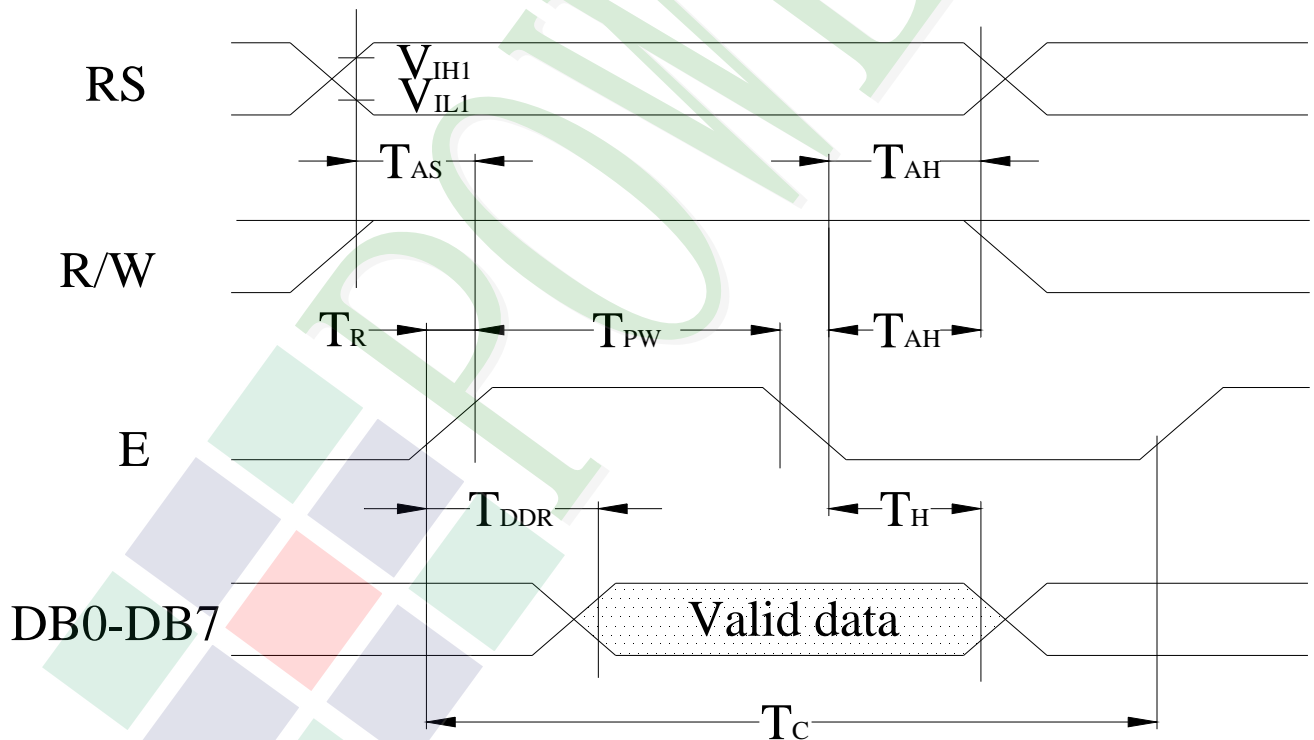 RS
VIH1
VIL1
TAS
TAH
R/W
TR
TPW
TAH
E
TDDR
TH
DB0-DB7
Valid data
TC